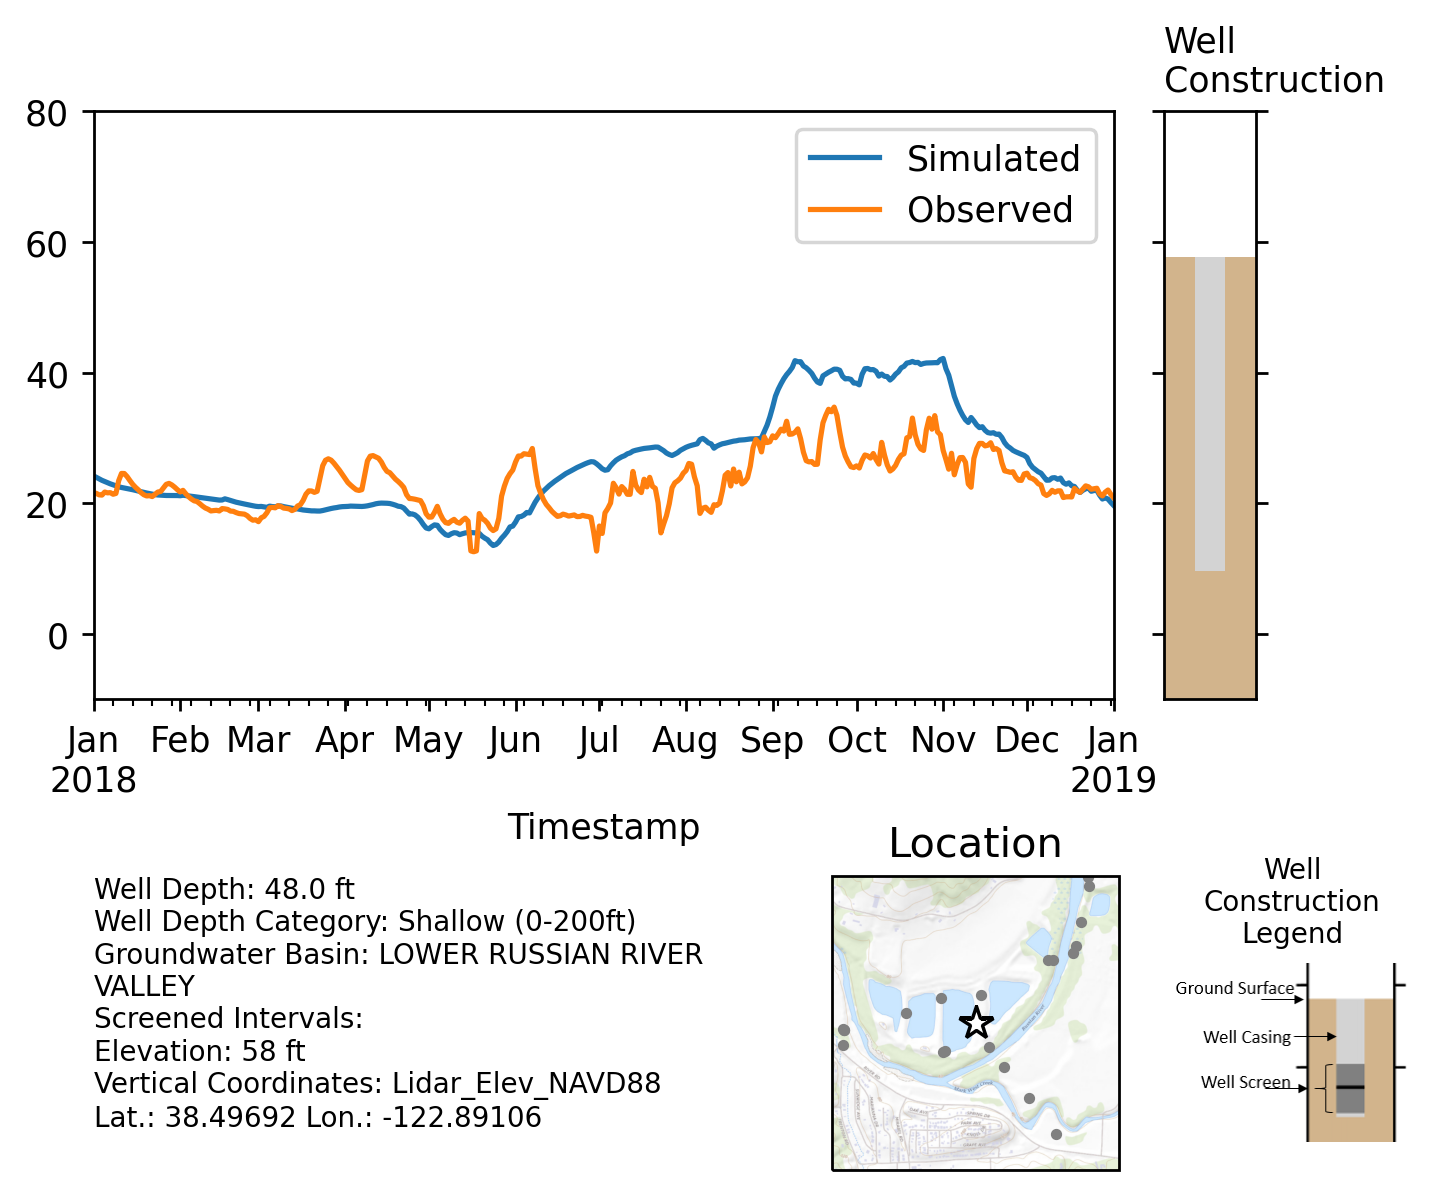 Well
Construction
80
60
40
20
0
Simulated
Observed
Jan Feb Mar Apr May Jun Jul Aug Sep Oct Nov Dec Jan
2018 2019
Timestamp
Well Depth: 48.0 ft
Well Depth Category: Shallow (0-200ft)
Groundwater Basin: LOWER RUSSIAN RIVER
VALLEY
Screened Intervals:
Elevation: 58 ft
Vertical Coordinates: Lidar_Elev_NAVD88
Lat.: 38.49692 Lon.: -122.89106
Location
Well
Construction
Legend
Ground Surface
Well Casing
Well Screen